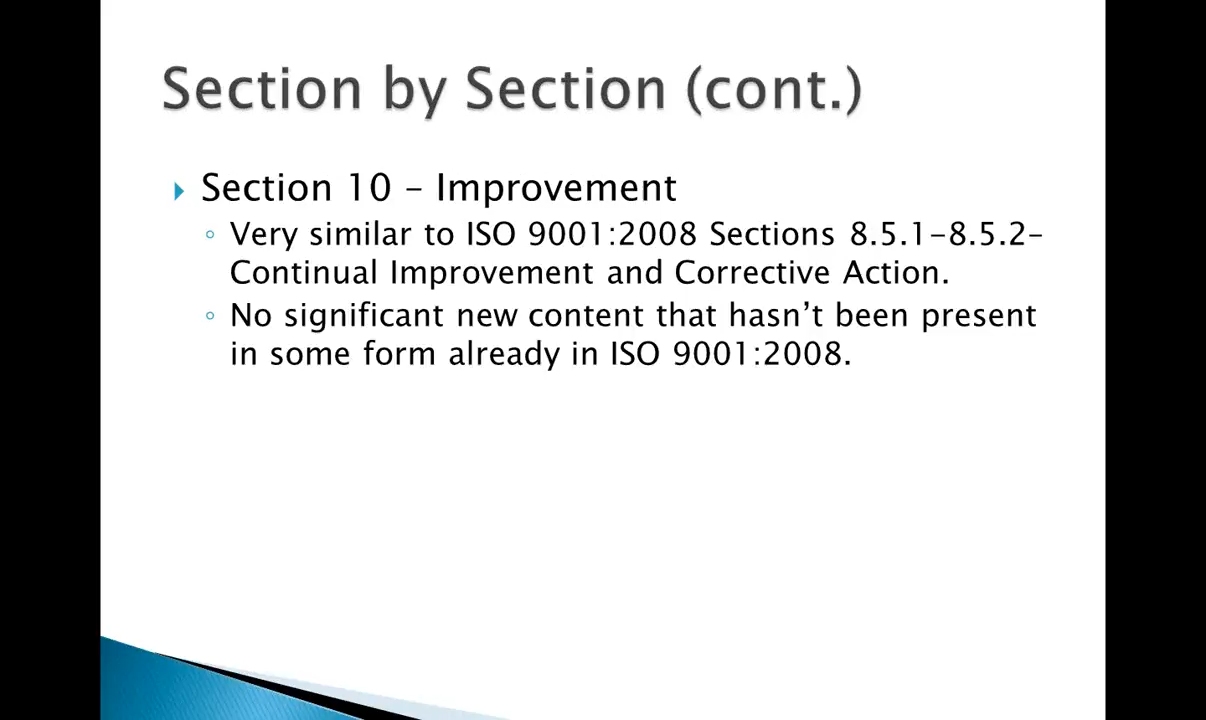 Section by Section (cont.)
Section 10 – Improvement
Very similar to ISO 9001:2008 Sections 8.5.1-8.5.2-
Continual Improvement and Corrective Action.
No significant new content that hasn’t been present
in some form already in ISO 9001:2008.